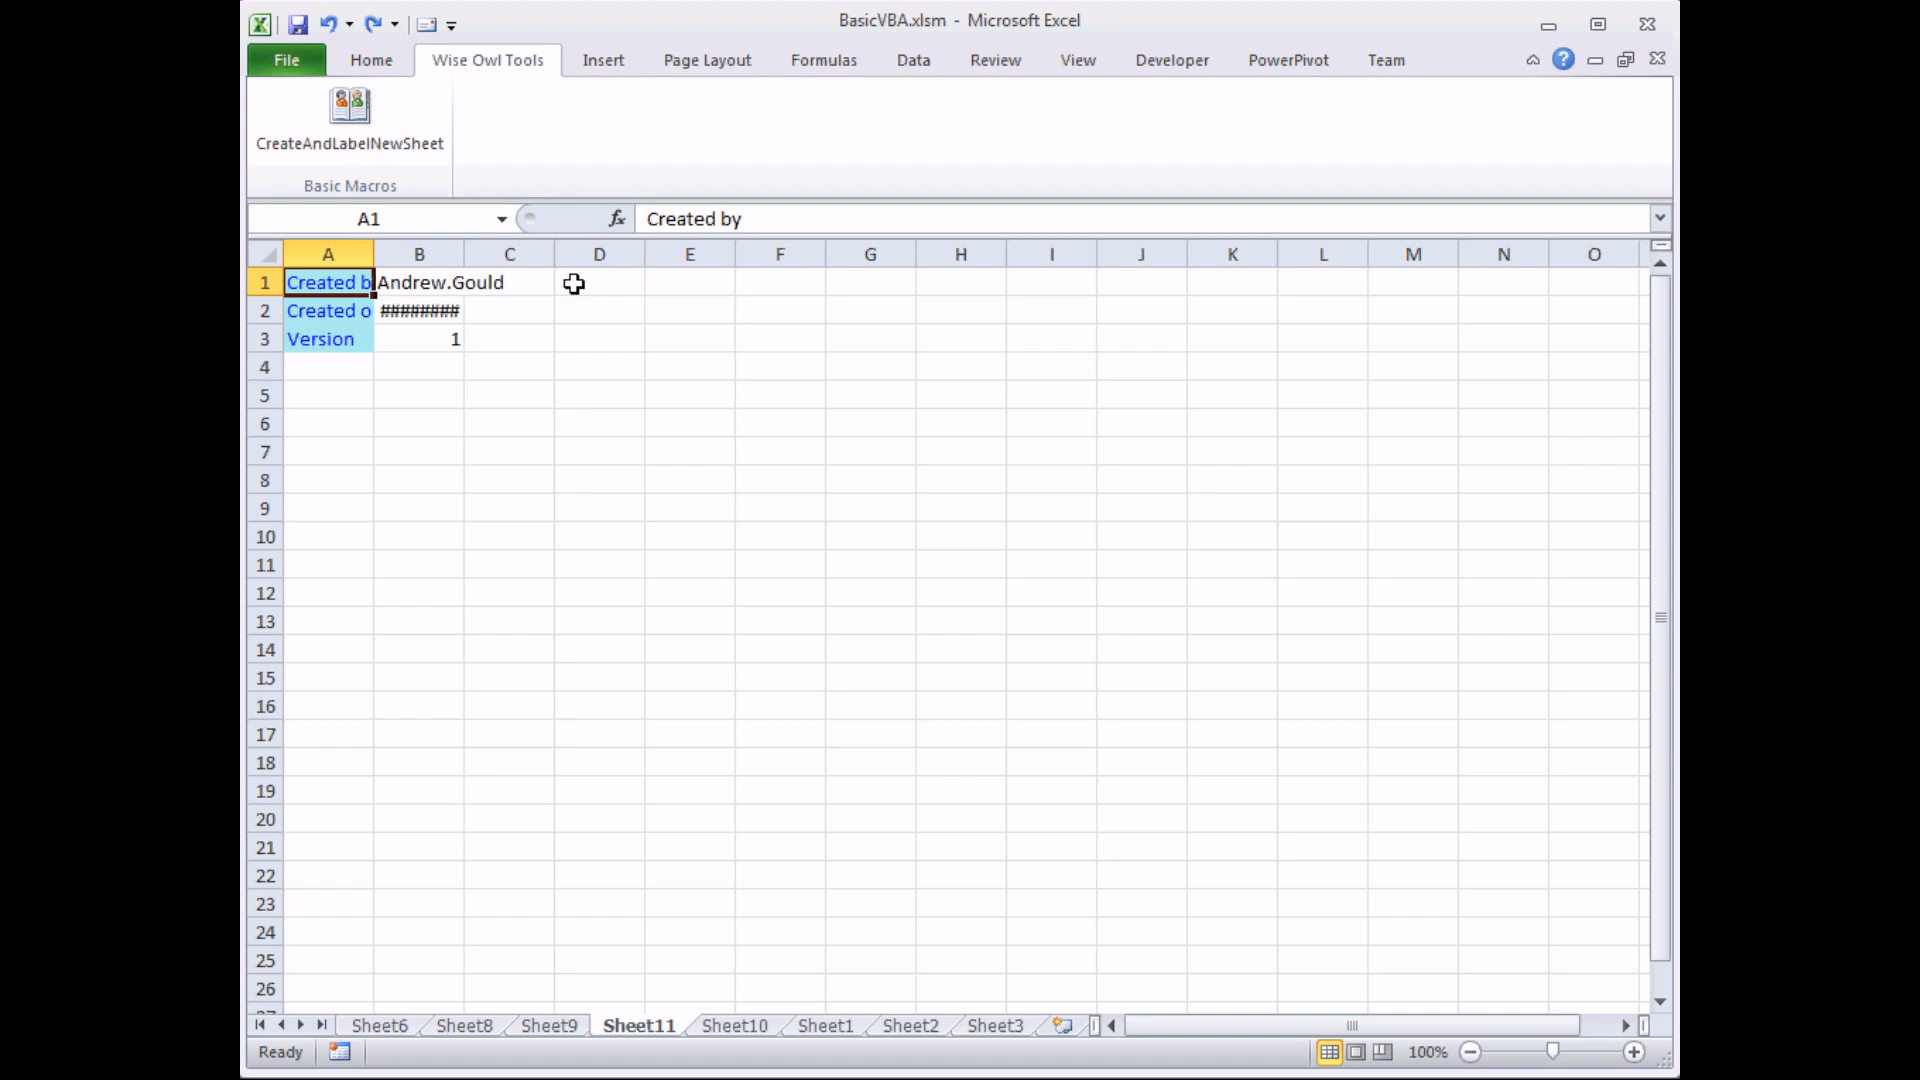 BasicVBA.xlsm - Microsoft Excel
File Home Wise Owl Tools Insert Page Layout Formulas Data Review View Developer PowerPivot Team
CreateAndLabelNewSheet
Basic Macros
A1 fx Created by
A B C D E F G H I J K L M N O
1 Created b Andrew.Gould
2 Created o ########
3 Version 1
4
5
6
7
8
9
10
11
12
13
14
15
16
17
18
19
20
21
22
23
24
25
26
Sheet6 Sheet8 Sheet9 Sheet11 Sheet10 Sheet1 Sheet2 Sheet3
Ready 100%